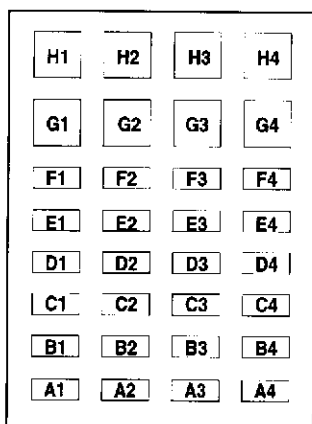 H1 H2 H3 H4
G1 G2 G3 G4
F1 F2 F3 F4
E1 E2 E3 E4
D1 D2 D3 D4
C1 C2 C3 C4
B1 B2 B3 B4
A1 A2 A3 A4